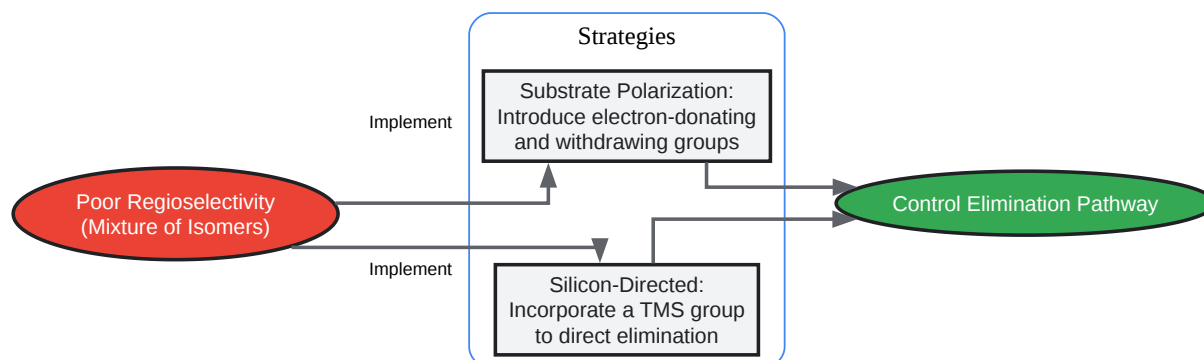 Strategies
Substrate Polarization:
Introduce electron-donating
and withdrawing groups
Implement
Poor Regioselectivity
(Mixture of Isomers)
Control Elimination Pathway
Implement
Silicon-Directed:
Incorporate a TMS group
to direct elimination